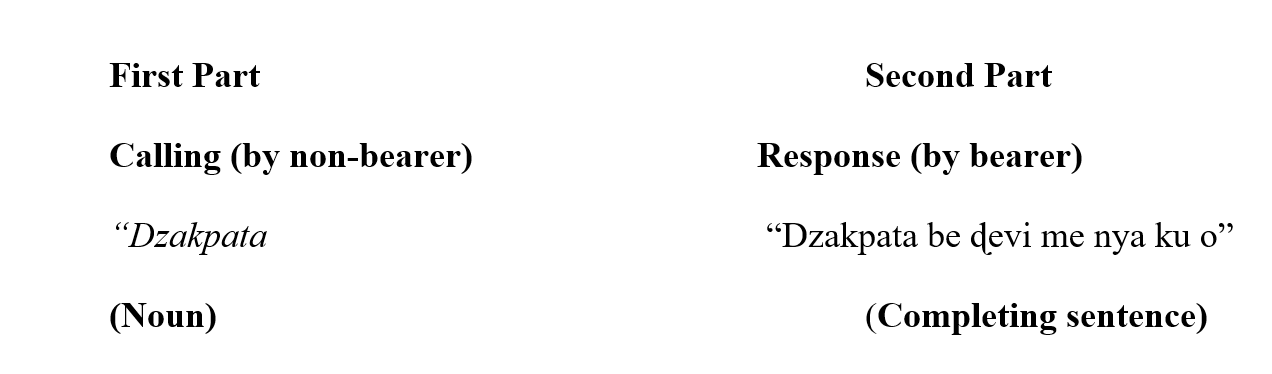 First Part Second Part
Calling (by non-bearer) Response (by bearer)
“Dzakpata “Dzakpata be ɖevi me nya ku o”
(Noun) (Completing sentence)